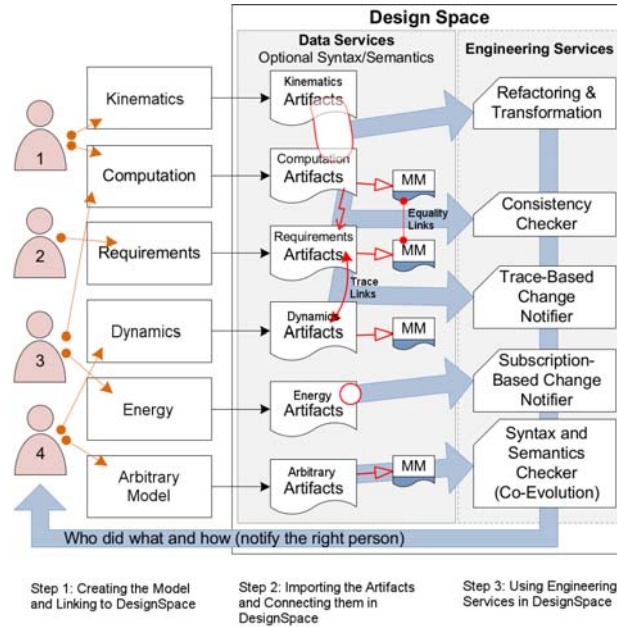 Design Space
Data Services
Optional Syntax/Semantics
Engineering Services
1
2
3
4
Kinematics
Computation
Requirements
Dynamics
Energy
Arbitrary
Model
Kinematics
Artifacts
Computation
Artifacts
MM
Equality
Links
Requirements
Artifacts
MM
Trace
Links
Dynamics
Artifacts
MM
Energy
Artifacts
Arbitrary
Artifacts
MM
Refactoring &
Transformation
Consistency
Checker
Trace-Based
Change
Notifier
Subscription-
Based Change
Notifier
Syntax and
Semantics
Checker
(Co-Evolution)
Who did what and how (notify the right person)
Step 1: Creating the Model
and Linking to DesignSpace
Step 2: Importing the Artifacts
and Connecting them in
DesignSpace
Step 3: Using Engineering
Services in DesignSpace